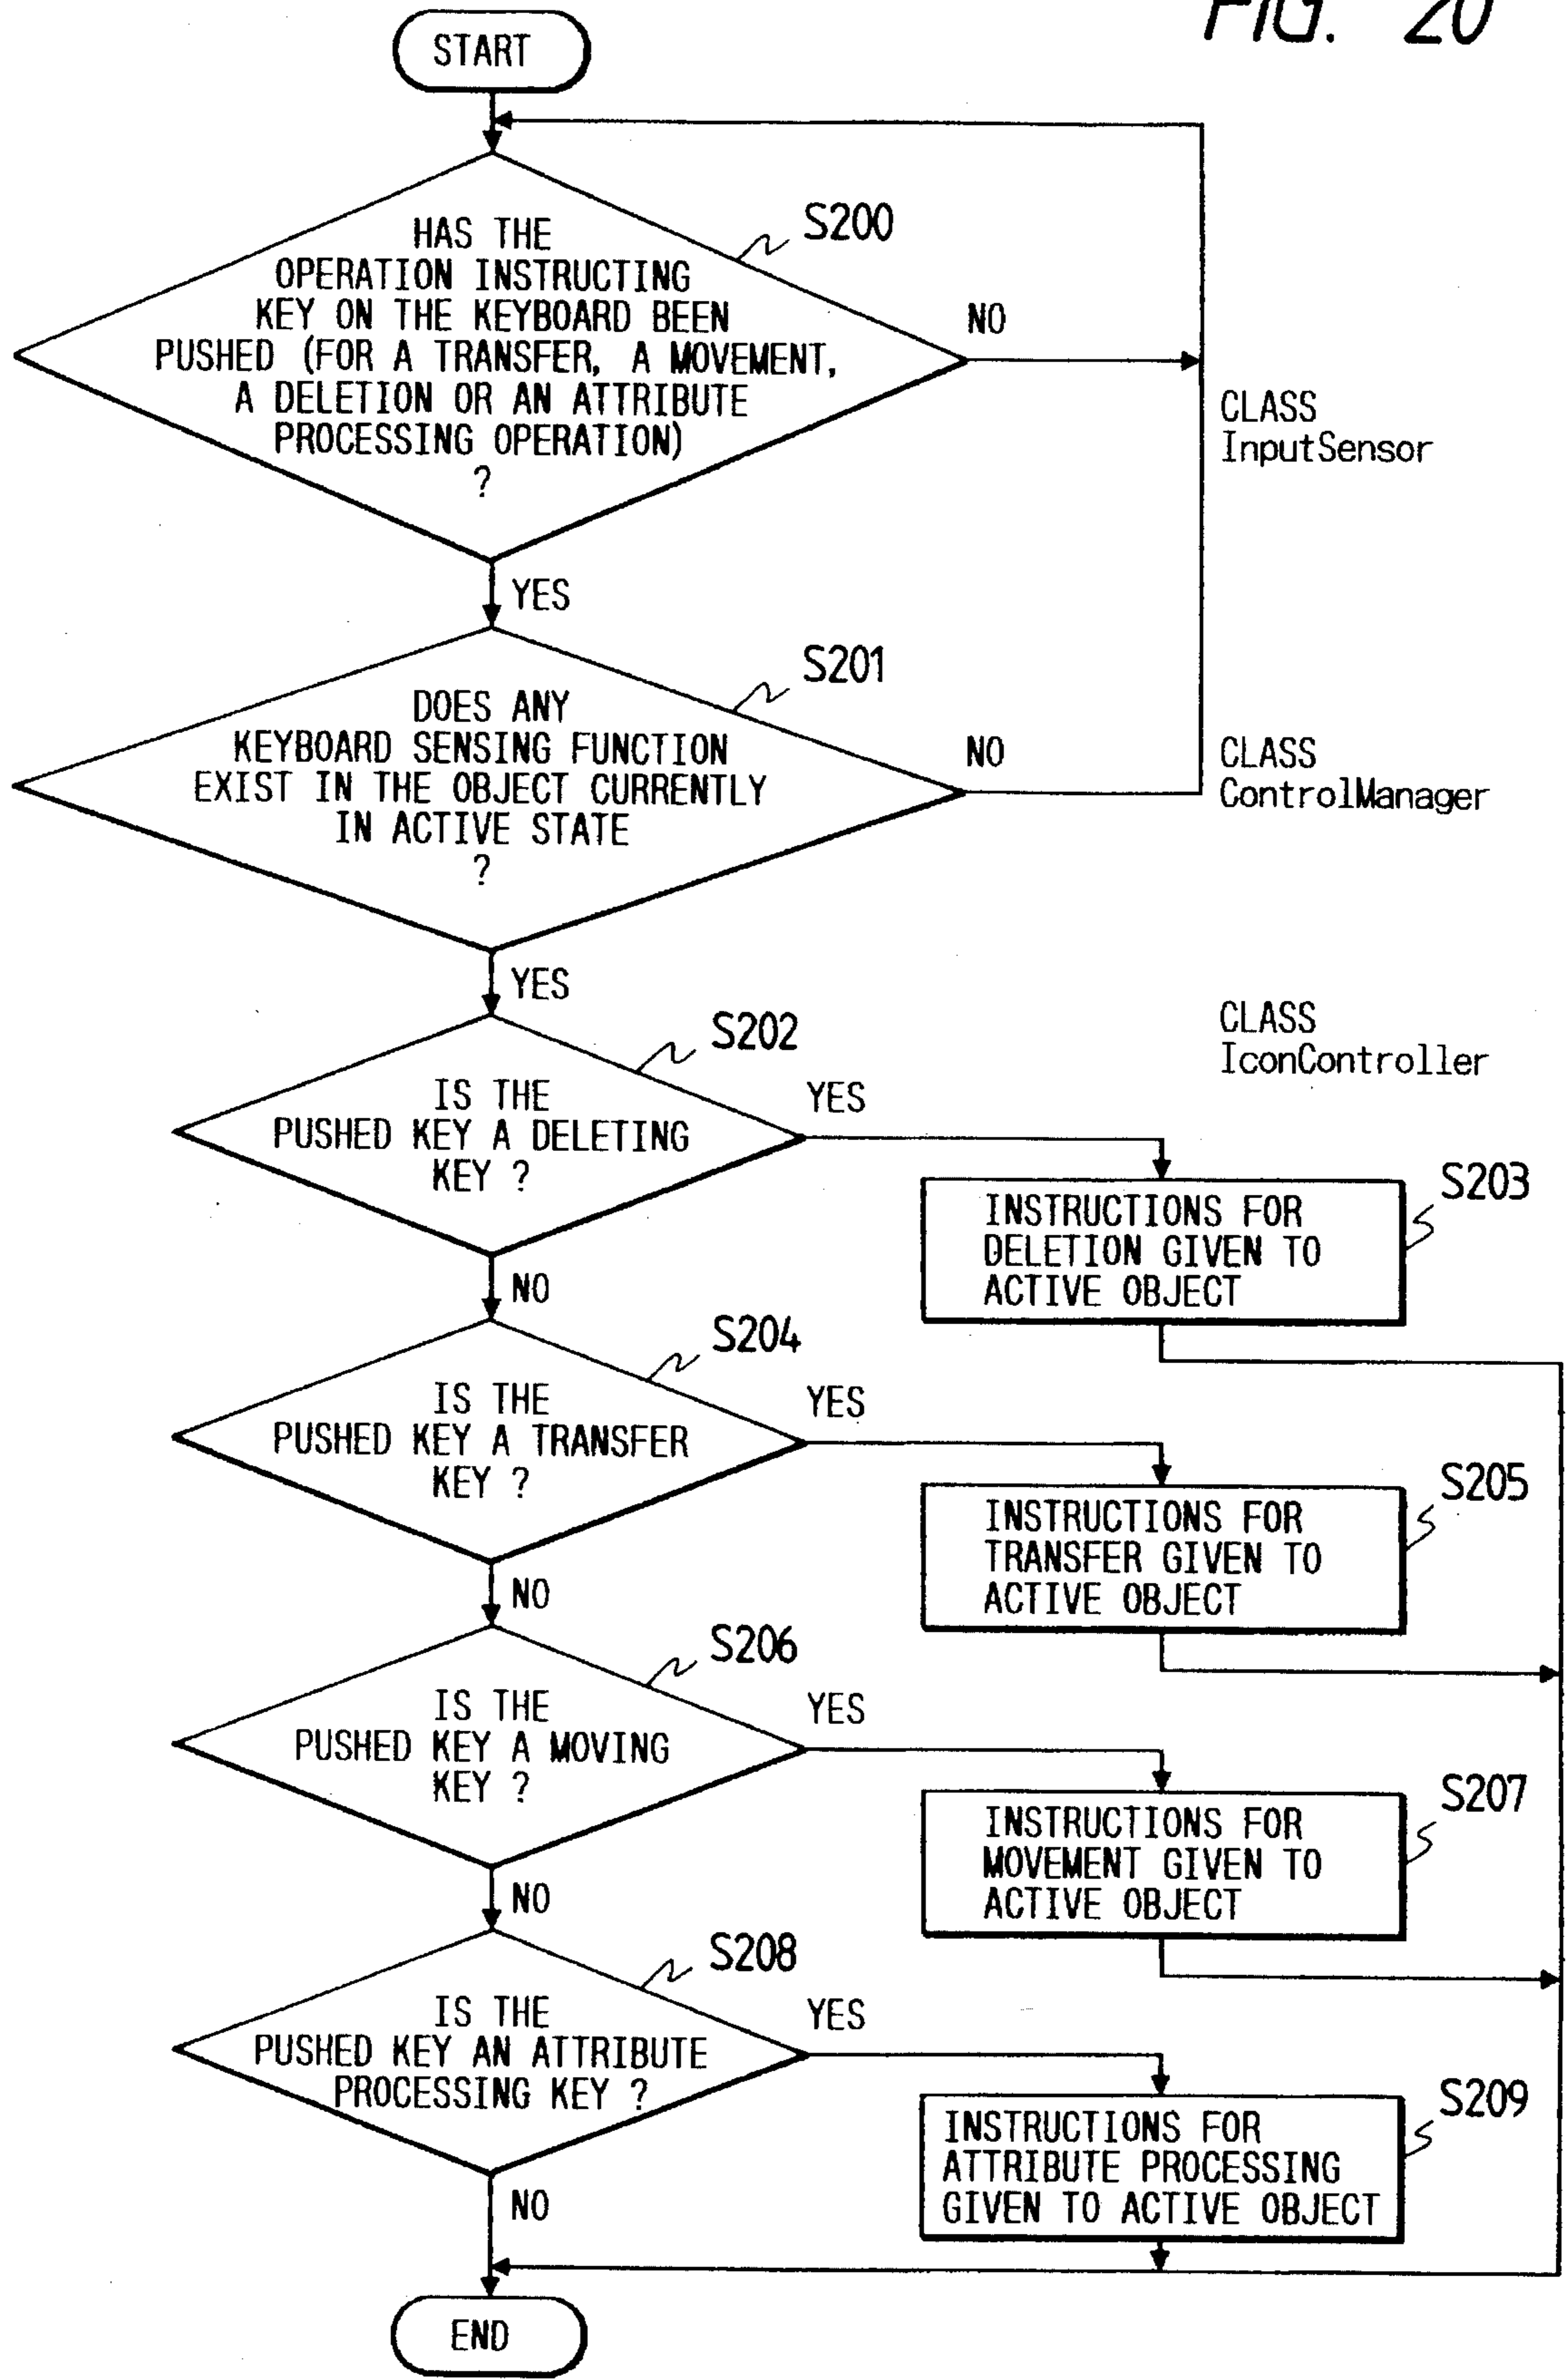 FIG. 20
START
S200
HAS THE
OPERATION INSTRUCTING
KEY ON THE KEYBOARD BEEN
PUSHED (FOR A TRANSFER, A MOVEMENT,
A DELETION OR AN ATTRIBUTE
PROCESSING OPERATION)
?
NO
CLASS
InputSensor
YES
S201
DOES ANY
KEYBOARD SENSING FUNCTION
EXIST IN THE OBJECT CURRENTLY
IN ACTIVE STATE
?
NO
CLASS
ControlManager
YES
CLASS
IconController
S202
IS THE
PUSHED KEY A DELETING
KEY ?
YES
S203
INSTRUCTIONS FOR
DELETION GIVEN TO
ACTIVE OBJECT
NO
S204
IS THE
PUSHED KEY A TRANSFER
KEY ?
YES
S205
INSTRUCTIONS FOR
TRANSFER GIVEN TO
ACTIVE OBJECT
NO
S206
IS THE
PUSHED KEY A MOVING
KEY ?
YES
S207
INSTRUCTIONS FOR
MOVEMENT GIVEN TO
ACTIVE OBJECT
NO
S208
IS THE
PUSHED KEY AN ATTRIBUTE
PROCESSING KEY ?
YES
S209
INSTRUCTIONS FOR
ATTRIBUTE PROCESSING
GIVEN TO ACTIVE OBJECT
NO
END